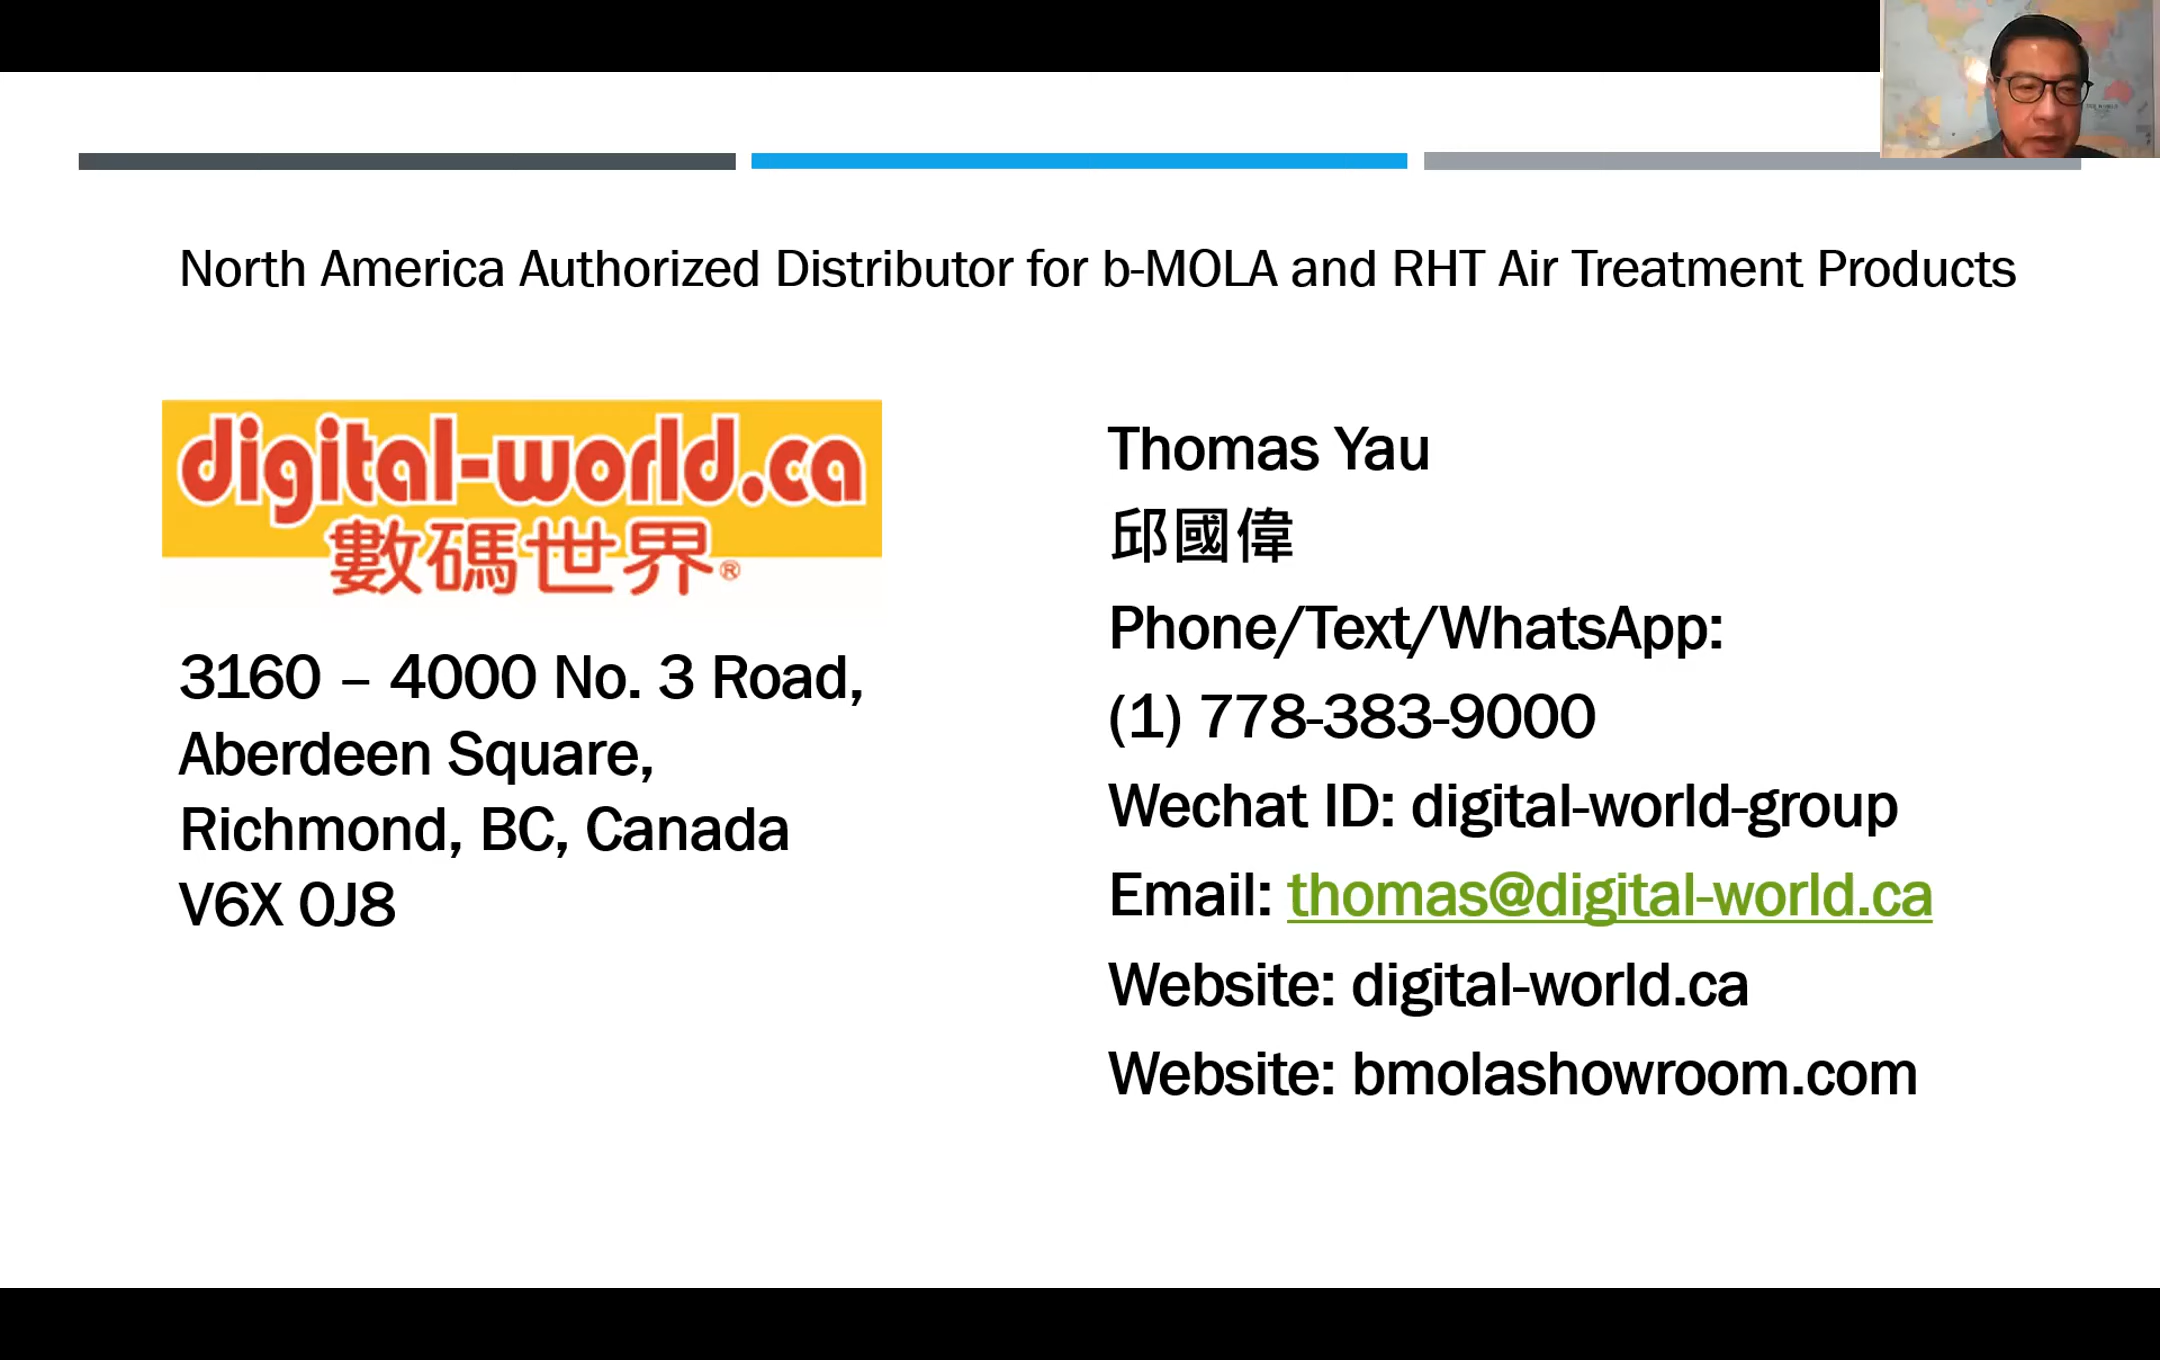 North America Authorized Distributor for b-MOLA and RHT Air Treatment Products
digital-world.ca
數碼世界®
3160 – 4000 No. 3 Road,
Aberdeen Square,
Richmond, BC, Canada
V6X 0J8
Thomas Yau
邱國偉
Phone/Text/WhatsApp:
(1) 778-383-9000
Wechat ID: digital-world-group
Email: thomas@digital-world.ca
Website: digital-world.ca
Website: bmolashowroom.com